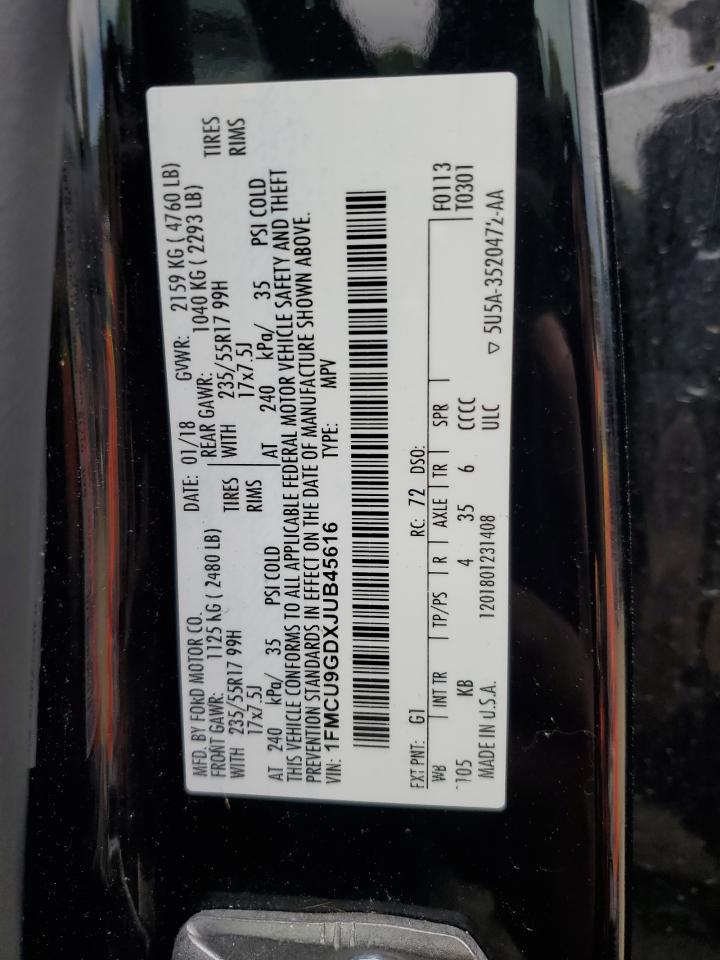 MFD. BY FORD MOTOR CO. DATE: 01/18 GVWR: 2159 KG ( 4760 LB)
FRONT GAWR: 1125 KG ( 2480 LB) REAR GAWR: 1040 KG ( 2293 LB)
WITH 235/55R17 99H TIRES WITH 235/55R17 99H TIRES
17x7.5J RIMS 17x7.5J RIMS
AT 240 kPa/ 35 PSI COLD AT 240 kPa/ 35 PSI COLD
THIS VEHICLE CONFORMS TO ALL APPLICABLE FEDERAL MOTOR VEHICLE SAFETY AND THEFT
PREVENTION STANDARDS IN EFFECT ON THE DATE OF MANUFACTURE SHOWN ABOVE.
VIN: 1FMCU9GDXJUB45616 TYPE: MPV
EXT PNT: G1 RC: 72 DSO: F0113
WB INT TR TP/PS R AXLE TR SPR T0301
105 KB 4 35 6 CCCC
MADE IN U.S.A. 1201801231408 ULC ▽ 5U5A-3520472-AA